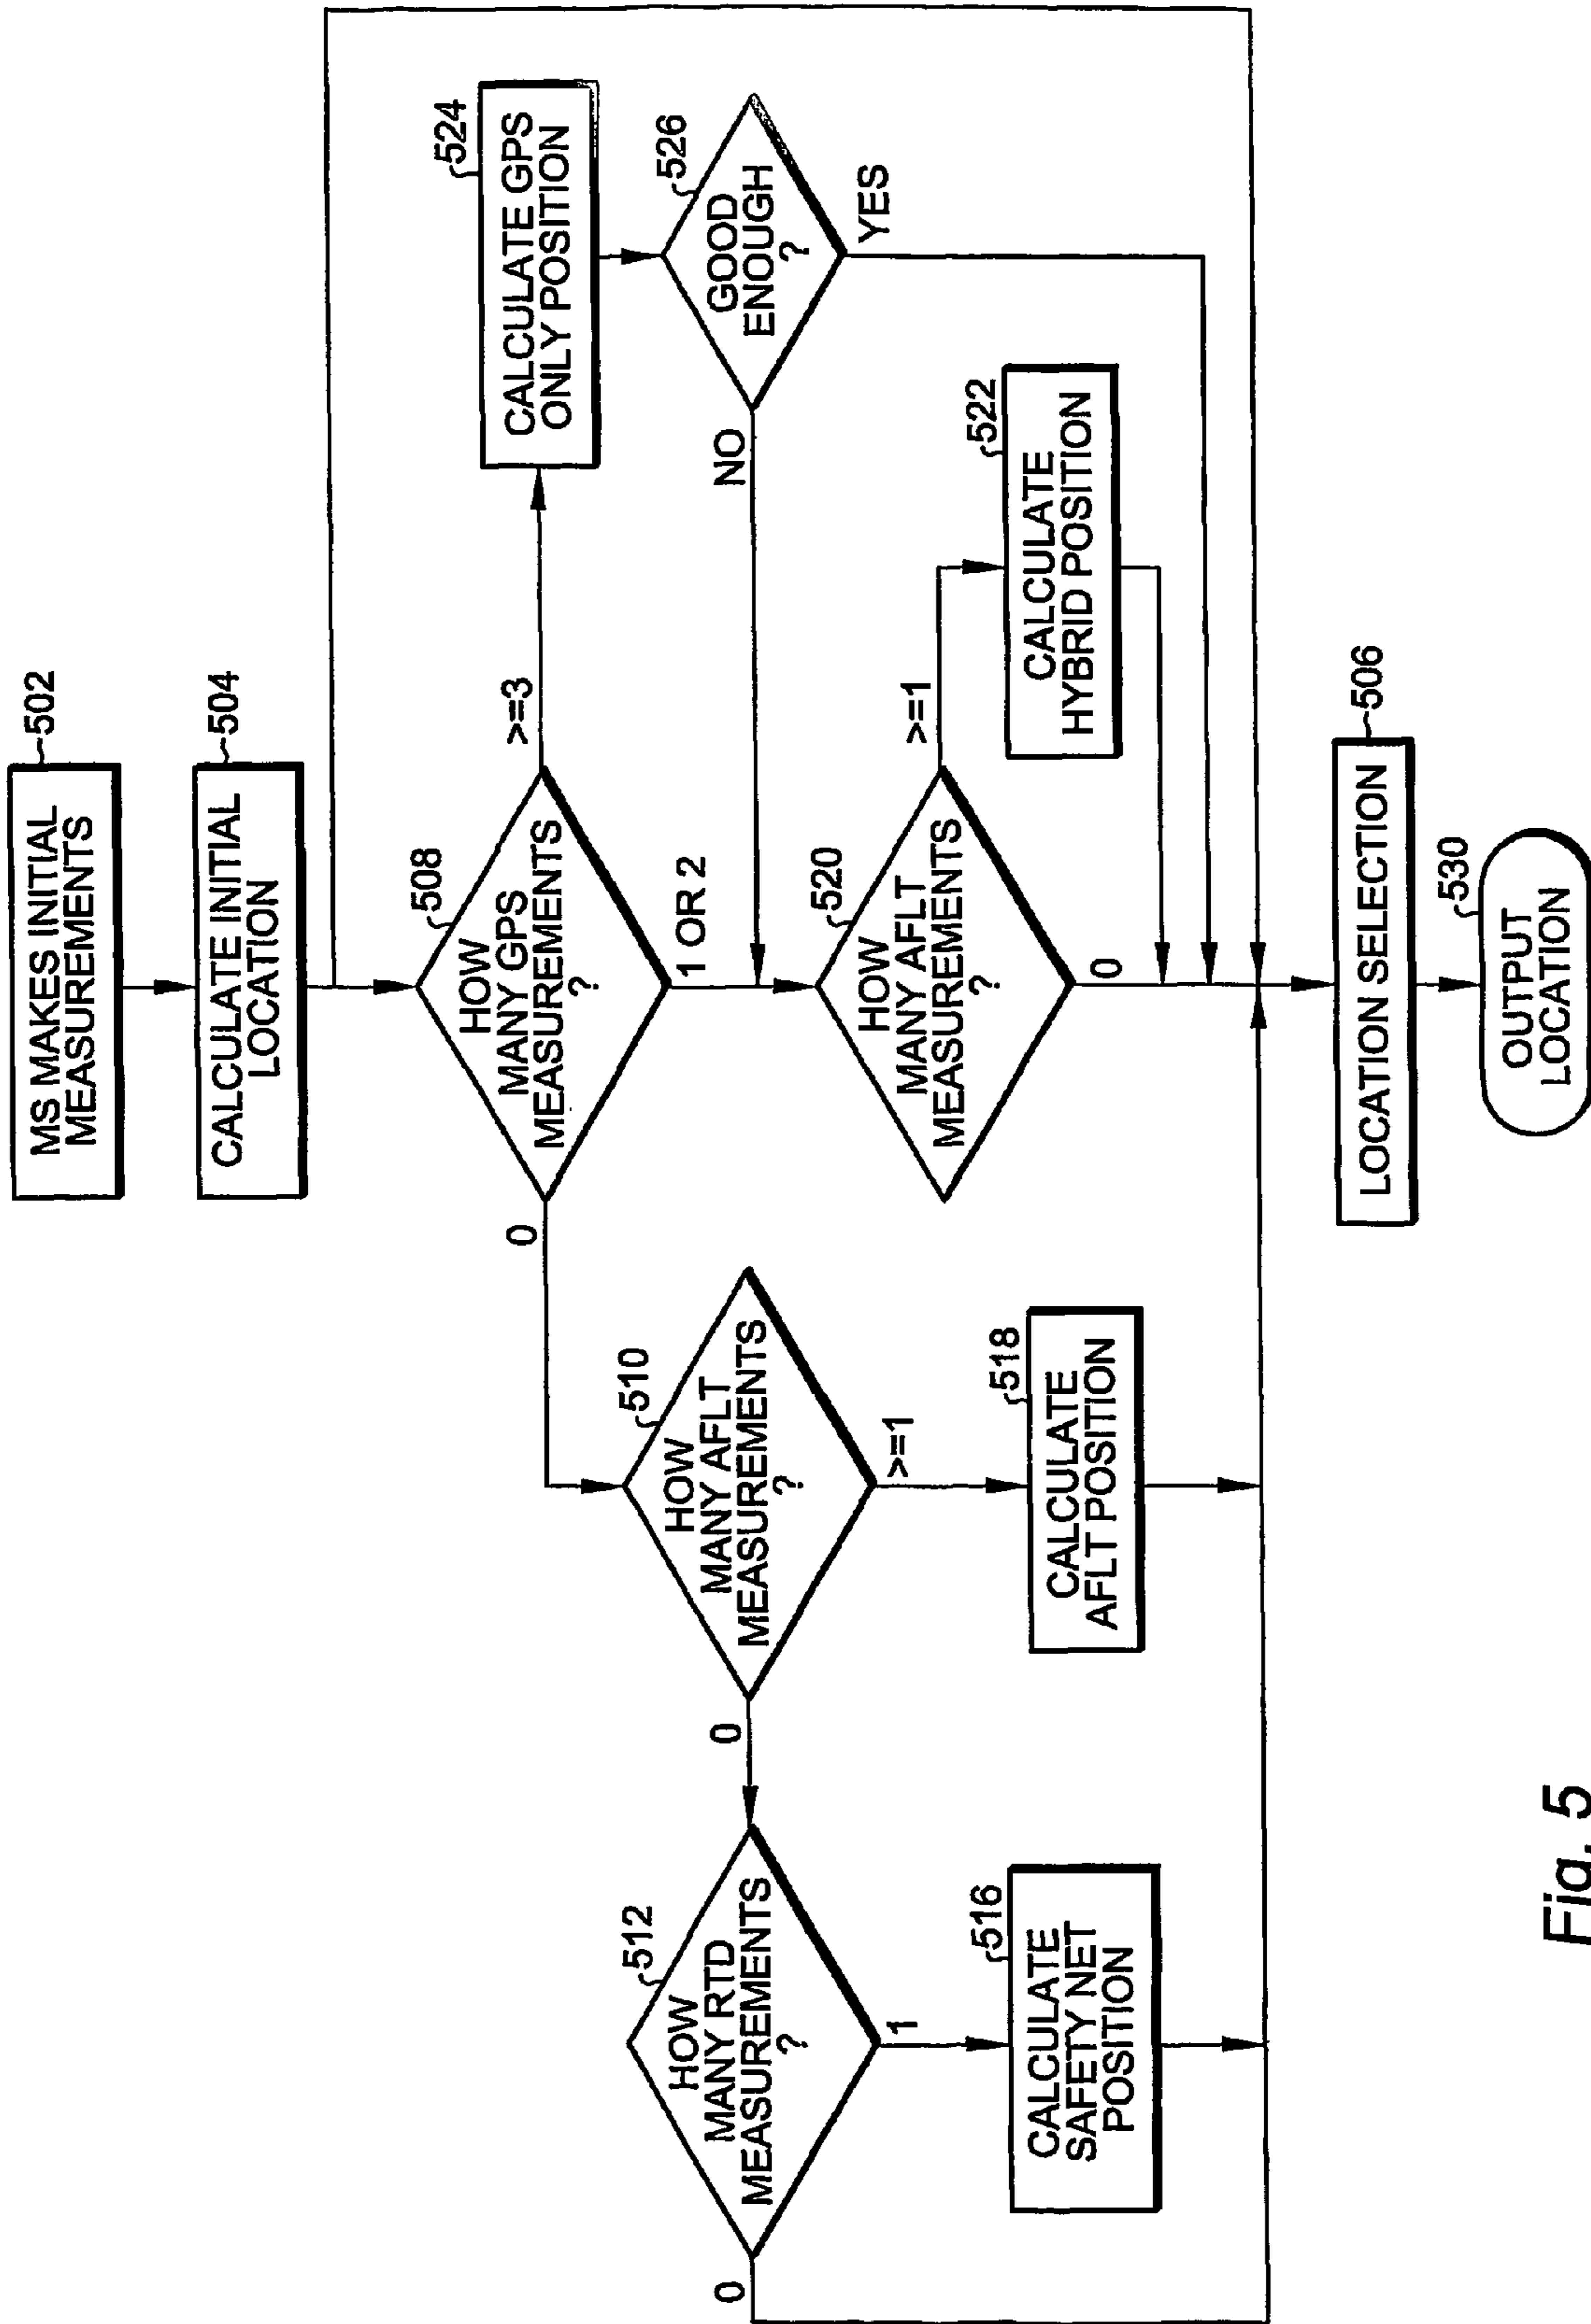 MS MAKES INITIAL
MEASUREMENTS
502
CALCULATE INITIAL
LOCATION
504
HOW
MANY GPS
MEASUREMENTS
?
508
>=3
0
1 OR 2
CALCULATE GPS
ONLY POSITION
524
GOOD
ENOUGH
?
526
NO
YES
HOW
MANY AFLT
MEASUREMENTS
?
510
0
>=1
HOW
MANY RTD
MEASUREMENTS
?
512
0
1
HOW
MANY AFLT
MEASUREMENTS
?
520
>=1
0
CALCULATE
HYBRID POSITION
522
CALCULATE
AFLT POSITION
518
CALCULATE
SAFETY NET
POSITION
516
LOCATION SELECTION
506
OUTPUT
LOCATION
530
Fig. 5